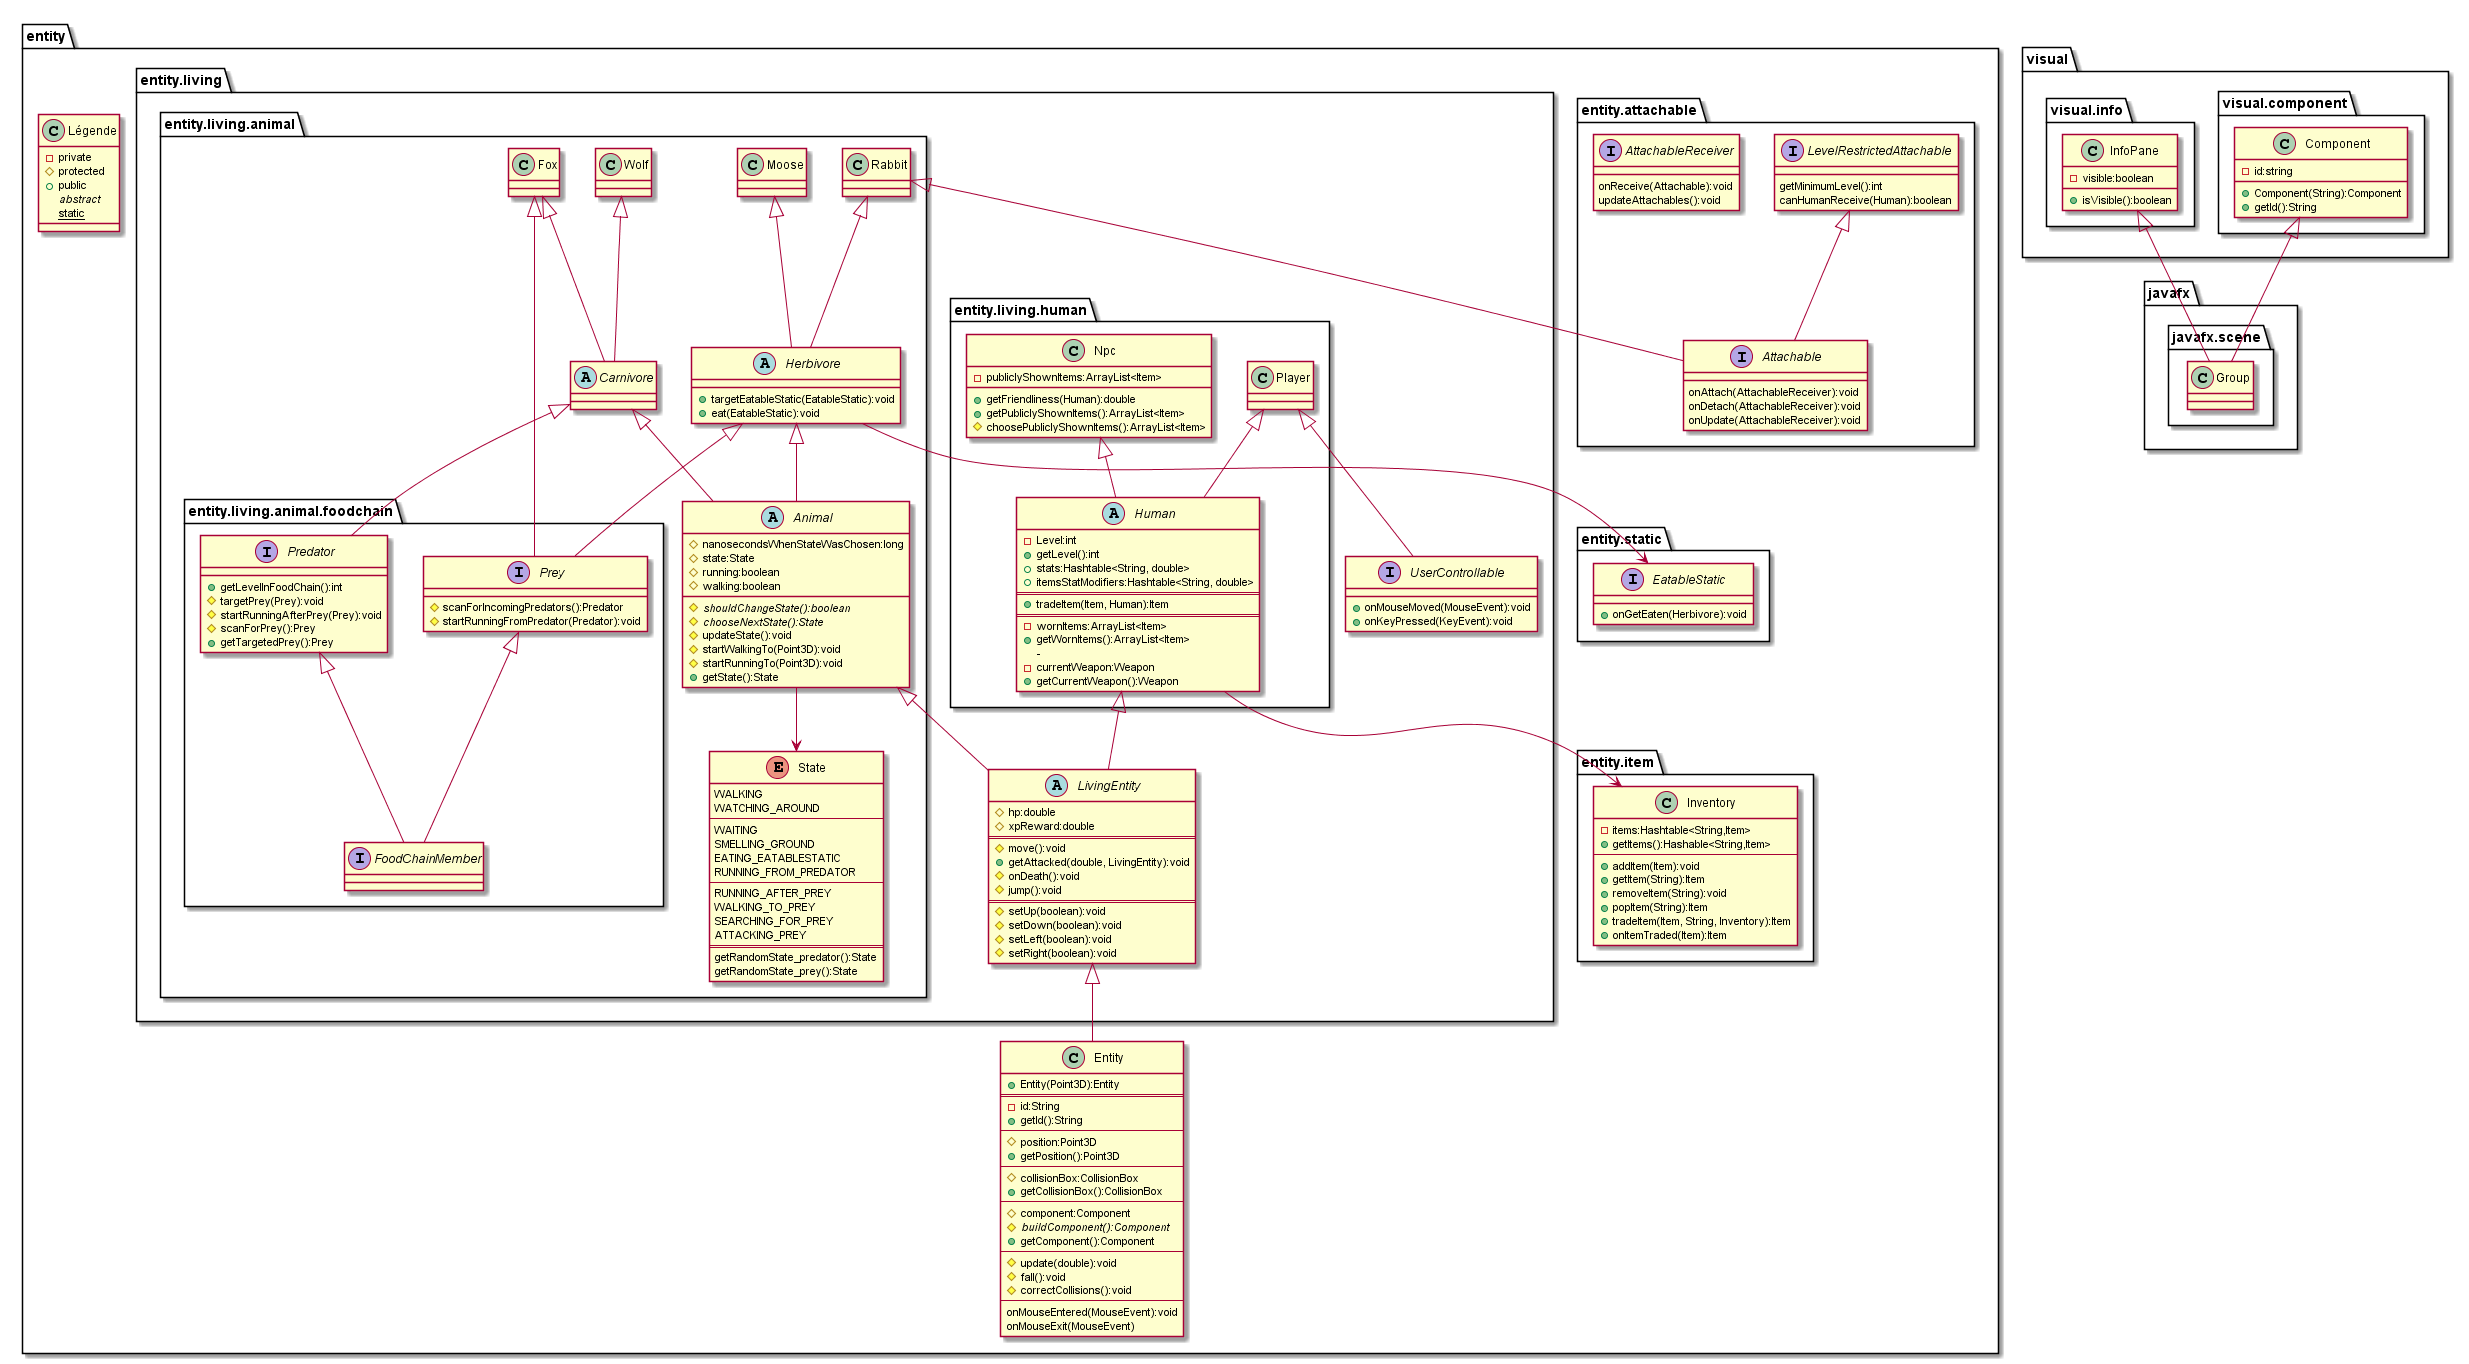 entity
Légende
private
protected
public
abstract
static
entity.living
entity.living.animal
C Fox
C Wolf
C Moose
C Rabbit
A Carnivore
A Herbivore
targetEatableStatic(EatableStatic):void
eat(EatableStatic):void
A Animal
nanosecondsWhenStateWasChosen:long
state:State
running:boolean
walking:boolean
shouldChangeState():boolean
chooseNextState():State
updateState():void
startWalkingTo(Point3D):void
startRunningTo(Point3D):void
getState():State
entity.living.animal.foodchain
I Predator
getLevelInFoodChain():int
targetPrey(Prey):void
startRunningAfterPrey(Prey):void
scanForPrey():Prey
getTargetedPrey():Prey
I Prey
scanForIncomingPredators():Predator
startRunningFromPredator(Predator):void
I FoodChainMember
E State
WALKING
WATCHING_AROUND
WAITING
SMELLING_GROUND
EATING_EATABLESTATIC
RUNNING_FROM_PREDATOR
RUNNING_AFTER_PREY
WALKING_TO_PREY
SEARCHING_FOR_PREY
ATTACKING_PREY
getRandomState_predator():State
getRandomState_prey():State
entity.living.human
C Npc
publiclyShownItems:ArrayList<Item>
getFriendliness(Human):double
getPubliclyShownItems():ArrayList<Item>
choosePubliclyShownItems():ArrayList<Item>
C Player
A Human
Level:int
getLevel():int
stats:Hashtable<String, double>
itemsStatModifiers:Hashtable<String, double>
tradeItem(Item, Human):Item
wornItems:ArrayList<Item>
getWornItems():ArrayList<Item>
-
currentWeapon:Weapon
getCurrentWeapon():Weapon
I UserControllable
onMouseMoved(MouseEvent):void
onKeyPressed(KeyEvent):void
A LivingEntity
hp:double
xpReward:double
move():void
getAttacked(double, LivingEntity):void
onDeath():void
jump():void
setUp(boolean):void
setDown(boolean):void
setLeft(boolean):void
setRight(boolean):void
C Entity
Entity(Point3D):Entity
id:String
getId():String
position:Point3D
getPosition():Point3D
collisionBox:CollisionBox
getCollisionBox():CollisionBox
component:Component
buildComponent():Component
getComponent():Component
update(double):void
fall():void
correctCollisions():void
onMouseEntered(MouseEvent):void
onMouseExit(MouseEvent)
entity.attachable
I AttachableReceiver
onReceive(Attachable):void
updateAttachables():void
I LevelRestrictedAttachable
getMinimumLevel():int
canHumanReceive(Human):boolean
I Attachable
onAttach(AttachableReceiver):void
onDetach(AttachableReceiver):void
onUpdate(AttachableReceiver):void
entity.static
I EatableStatic
onGetEaten(Herbivore):void
entity.item
C Inventory
items:Hashtable<String,Item>
getItems():Hashable<String,Item>
addItem(Item):void
getItem(String):Item
removeItem(String):void
popItem(String):Item
tradeItem(Item, String, Inventory):Item
onItemTraded(Item):Item
visual
visual.info
C InfoPane
visible:boolean
isVisible():boolean
visual.component
C Component
id:string
Component(String):Component
getId():String
javafx
javafx.scene
C Group